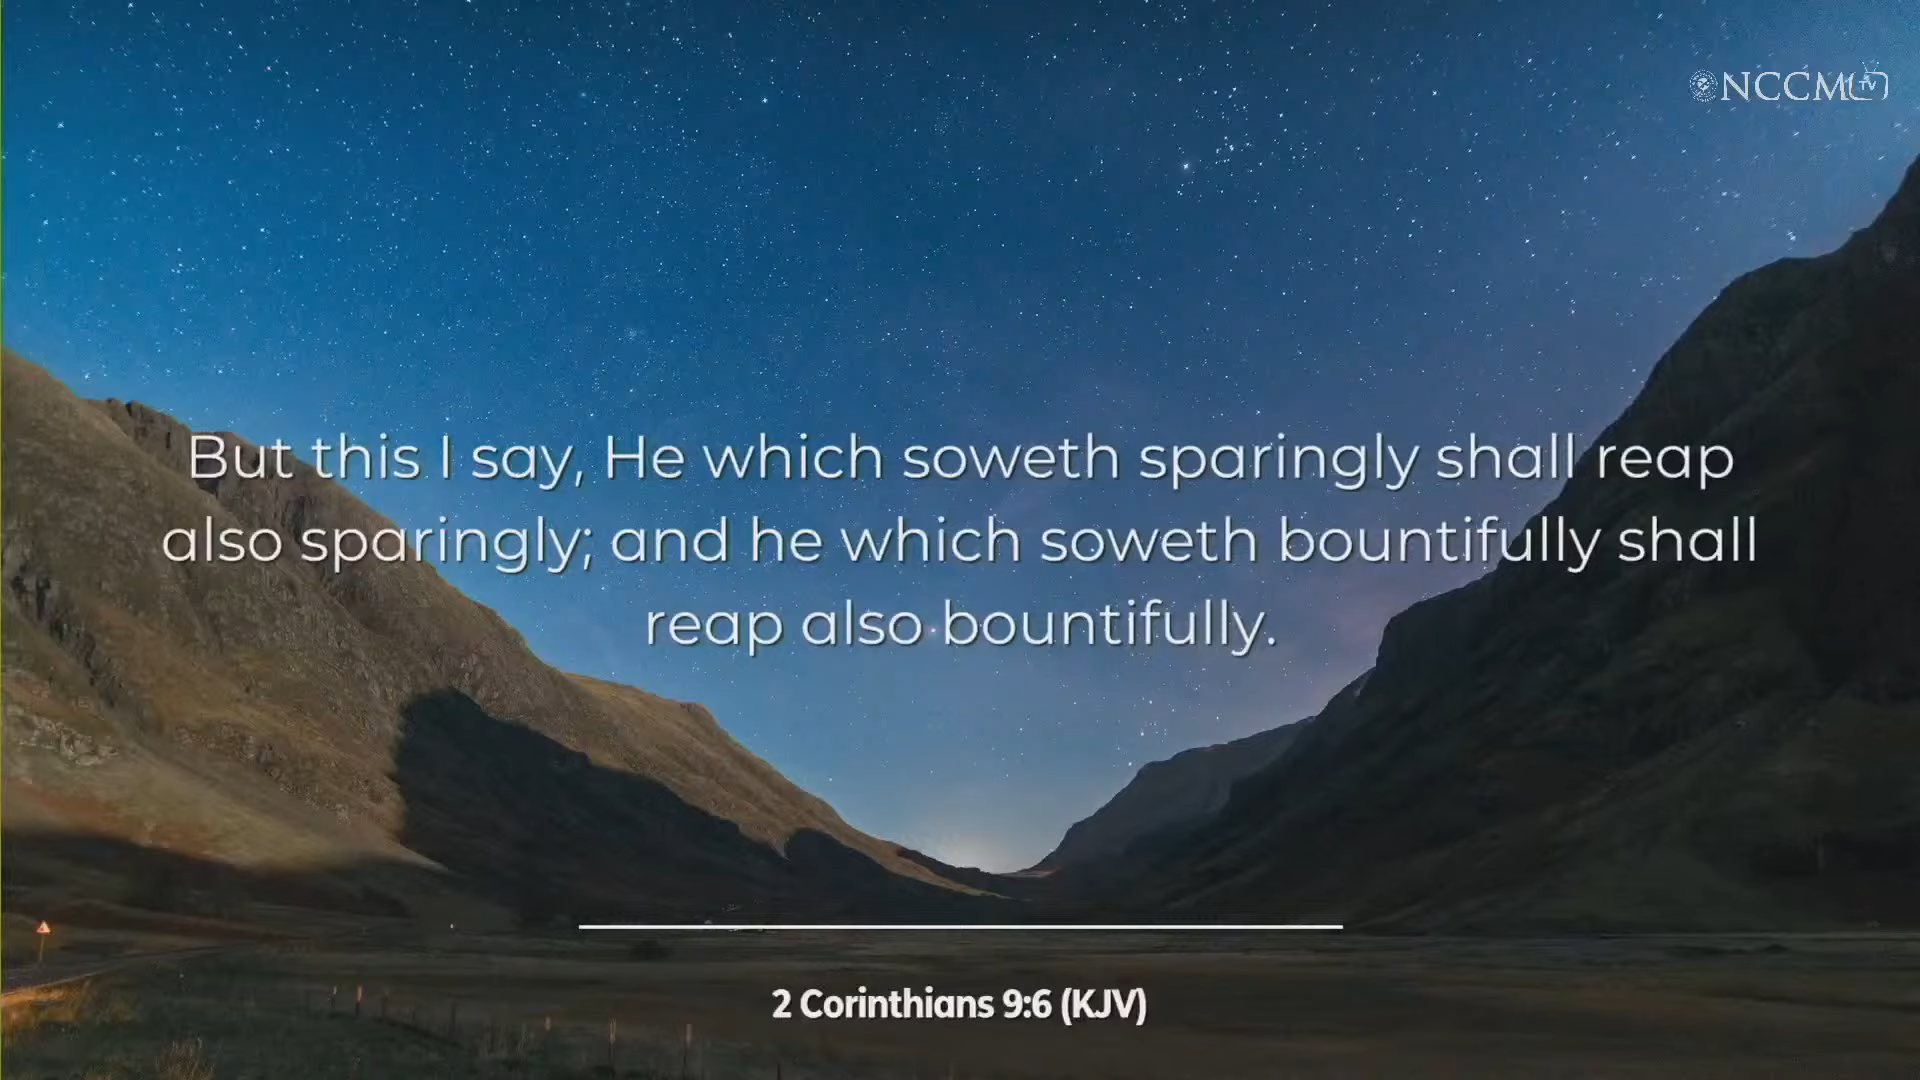 NCCM TV
But this I say, He which soweth sparingly shall reap
also sparingly; and he which soweth bountifully shall
reap also bountifully.
2 Corinthians 9:6 (KJV)